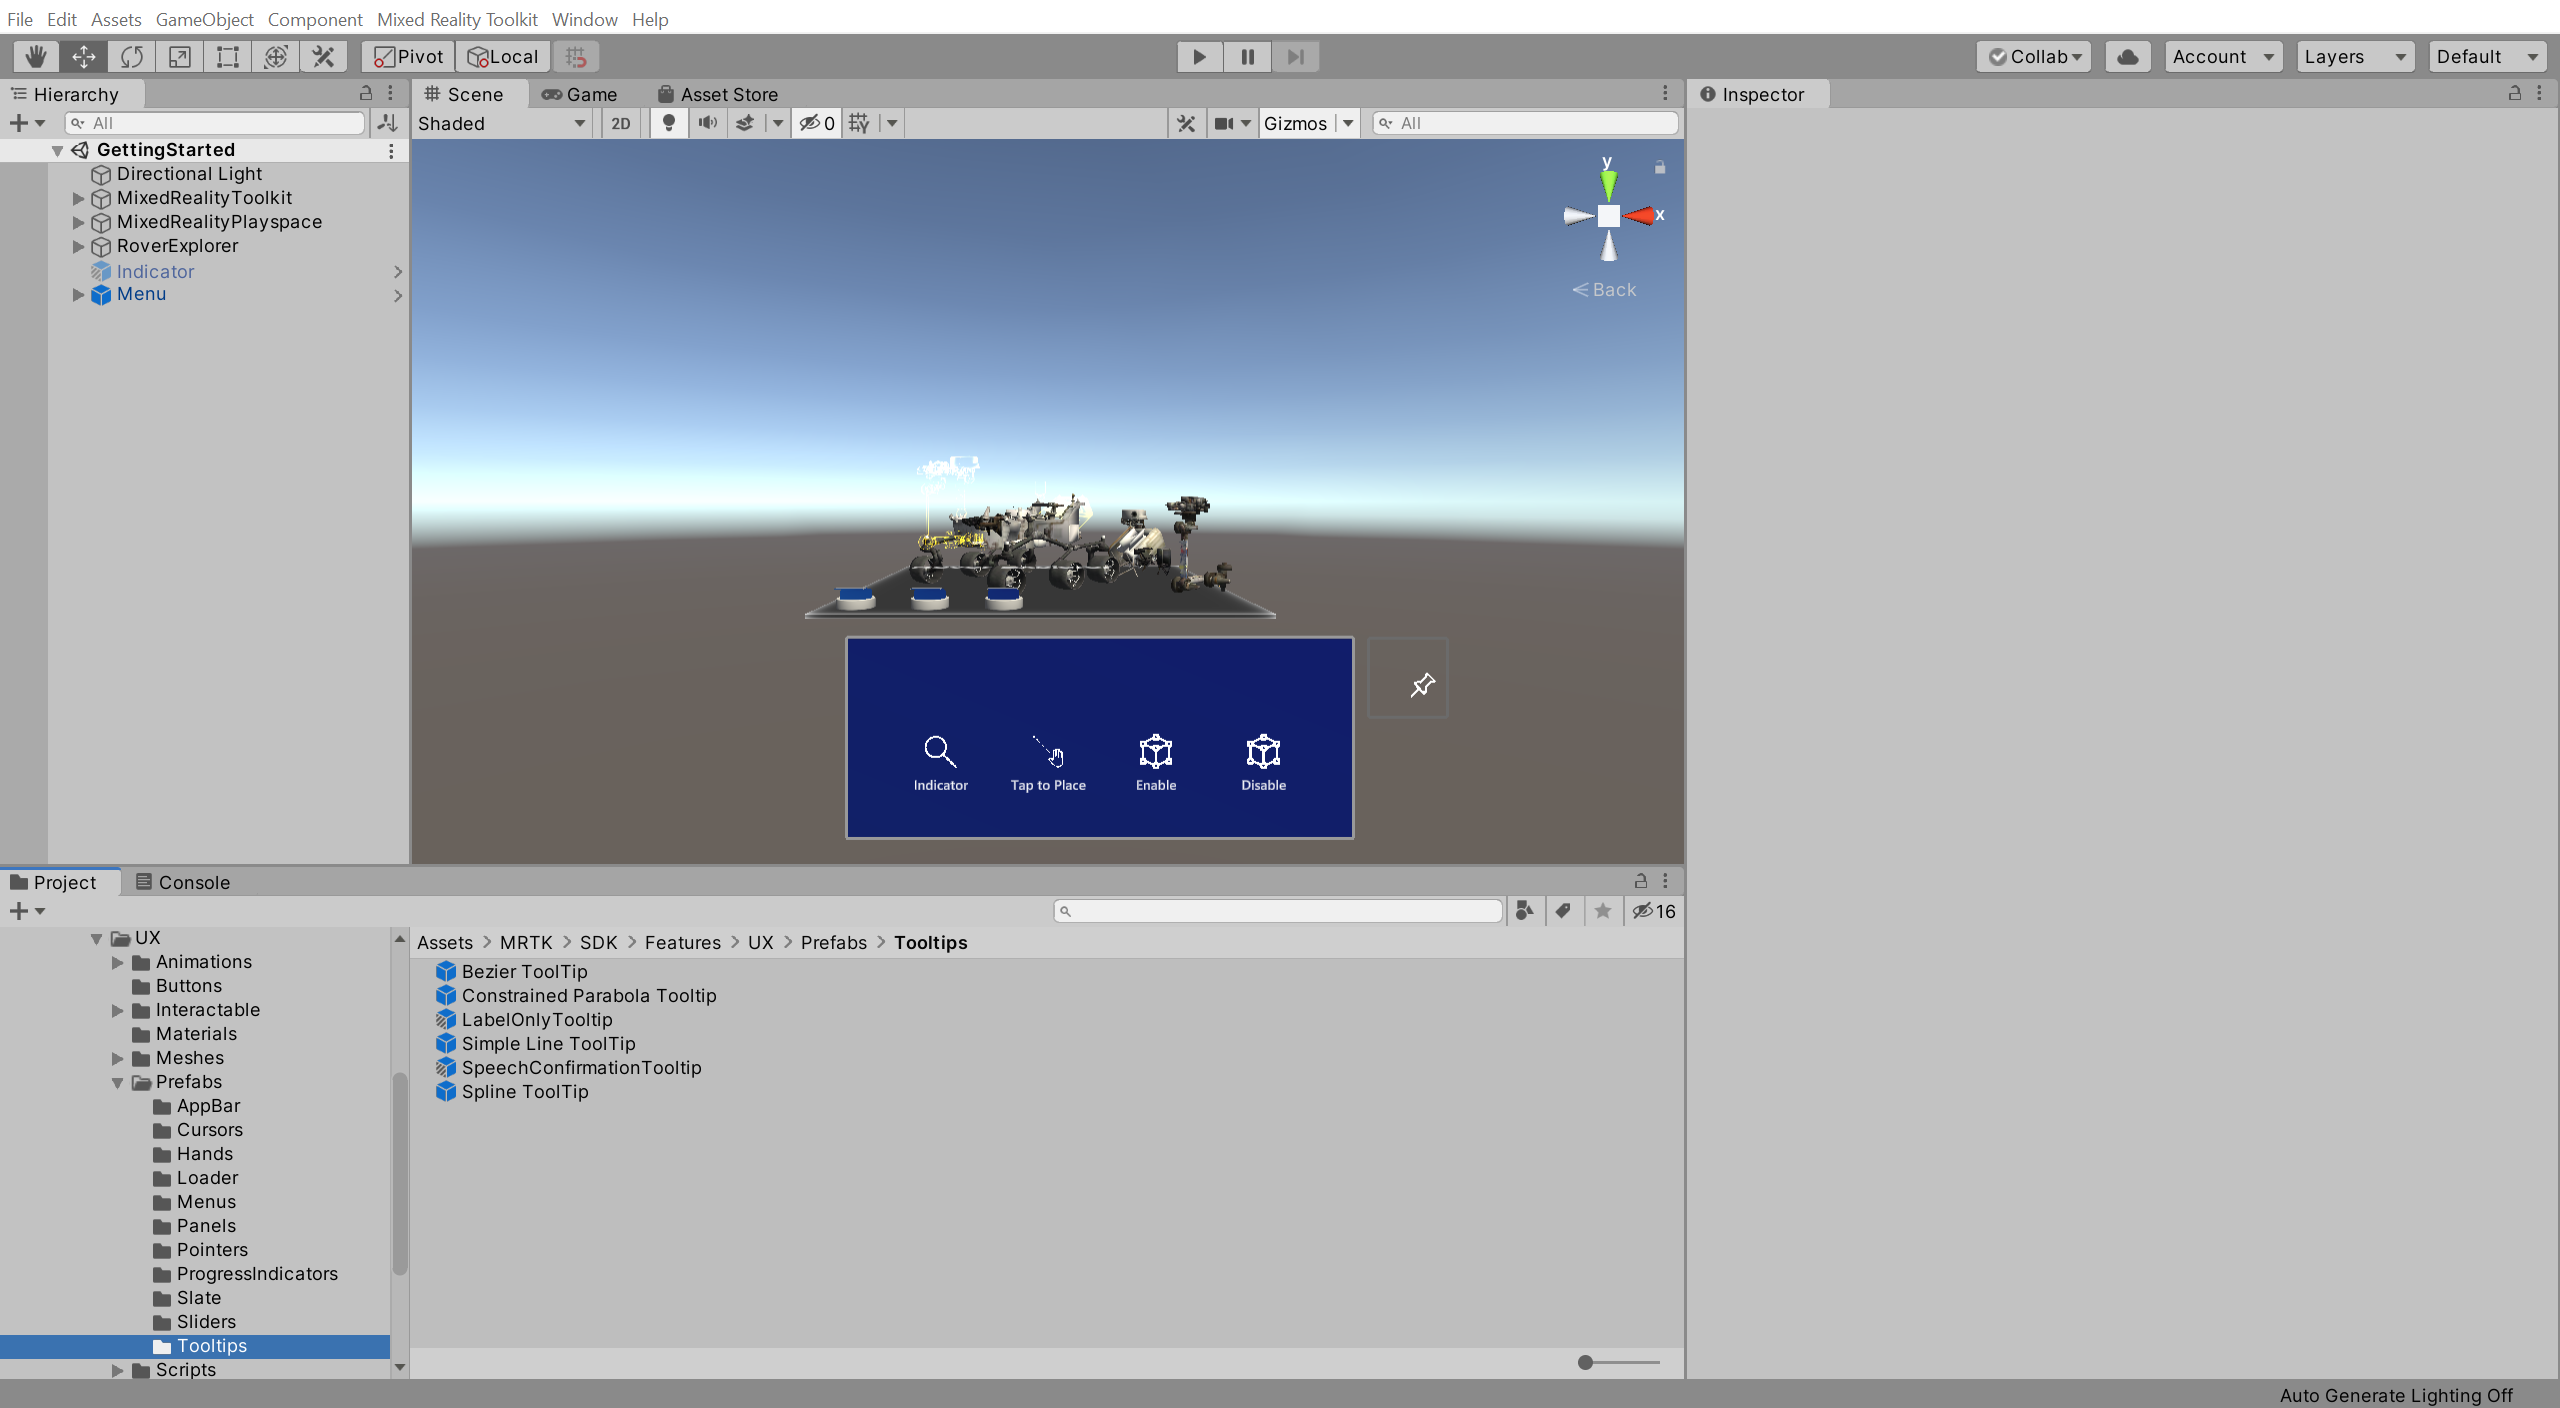 File Edit Assets GameObject Component Mixed Reality Toolkit Window Help
Pivot Local Collab Account Layers Default
Hierarchy
All
GettingStarted
Directional Light
MixedRealityToolkit
MixedRealityPlayspace
RoverExplorer
Indicator
Menu
Scene Game Asset Store
Shaded 2D 0 Gizmos All
y
x
Back
Indicator Tap to Place Enable Disable
Inspector
Project Console
16
UX
Animations
Buttons
Interactable
Materials
Meshes
Prefabs
AppBar
Cursors
Hands
Loader
Menus
Panels
Pointers
ProgressIndicators
Slate
Sliders
Tooltips
Scripts
Assets > MRTK > SDK > Features > UX > Prefabs > Tooltips
Bezier ToolTip
Constrained Parabola Tooltip
LabelOnlyTooltip
Simple Line ToolTip
SpeechConfirmationTooltip
Spline ToolTip
Auto Generate Lighting Off